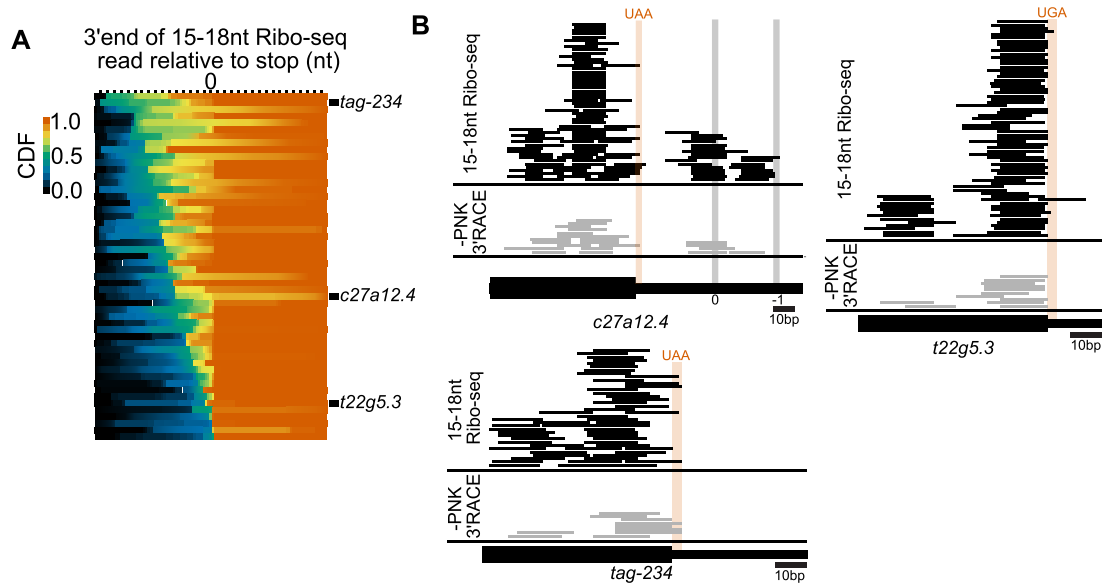 A
3'end of 15-18nt Ribo-seq
read relative to stop (nt)
0
CDF
1.0
0.5
0.0
tag-234
c27a12.4
t22g5.3
B
UAA
15-18nt Ribo-seq
-PNK
3'RACE
0
-1
10bp
c27a12.4
UGA
15-18nt Ribo-seq
-PNK
3'RACE
10bp
t22g5.3
UAA
15-18nt
Ribo-seq
-PNK
3'RACE
10bp
tag-234